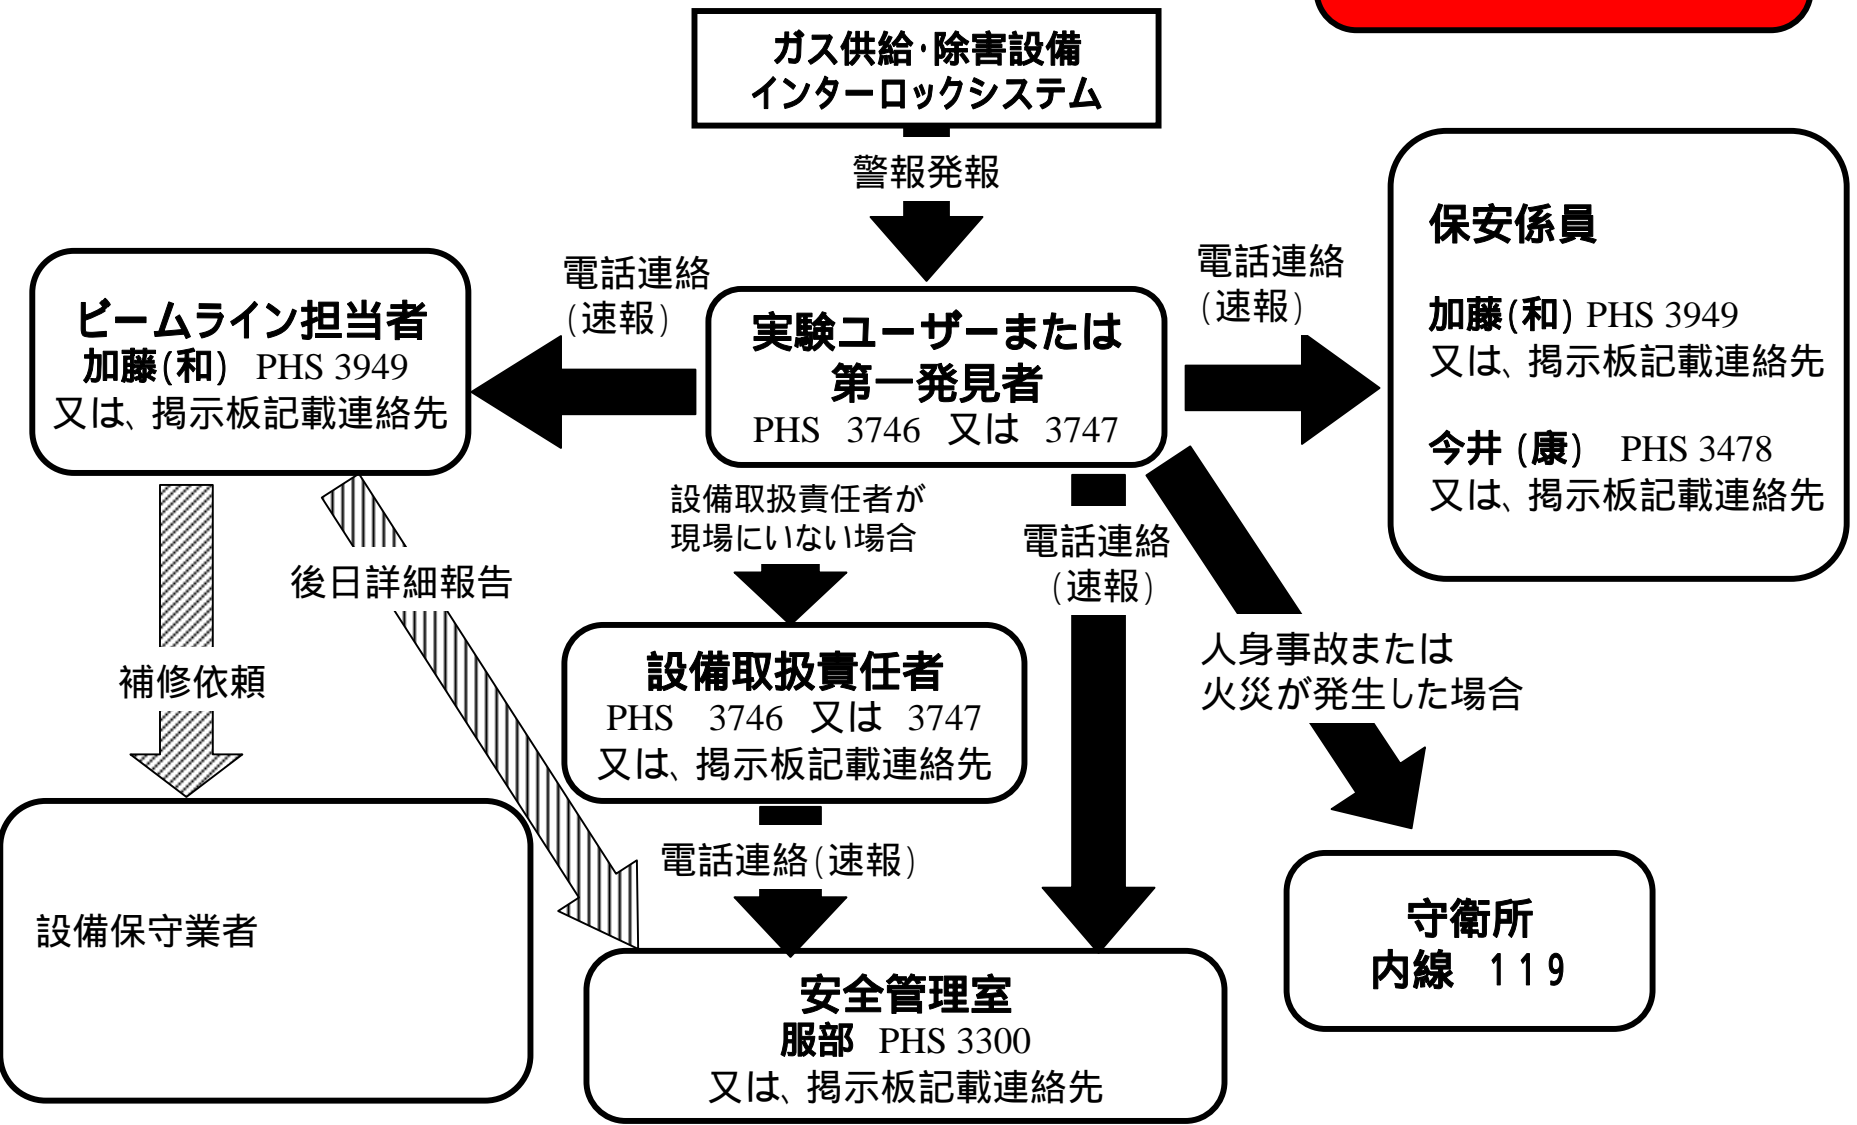 ガス供給・除害設備
インターロックシステム
警報発報
電話連絡
(速報)
電話連絡
(速報)
ビームライン担当者
加藤(和) PHS 3949
又は、掲示板記載連絡先
実験ユーザーまたは
第一発見者
PHS 3746 又は 3747
保安係員
加藤(和) PHS 3949
又は、掲示板記載連絡先
今井(康) PHS 3478
又は、掲示板記載連絡先
設備取扱責任者が
現場にいない場合
電話連絡
(速報)
後日詳細報告
補修依頼
人身事故または
火災が発生した場合
設備取扱責任者
PHS 3746 又は 3747
又は、掲示板記載連絡先
電話連絡(速報)
設備保守業者
守衛所
内線 119
安全管理室
服部 PHS 3300
又は、掲示板記載連絡先